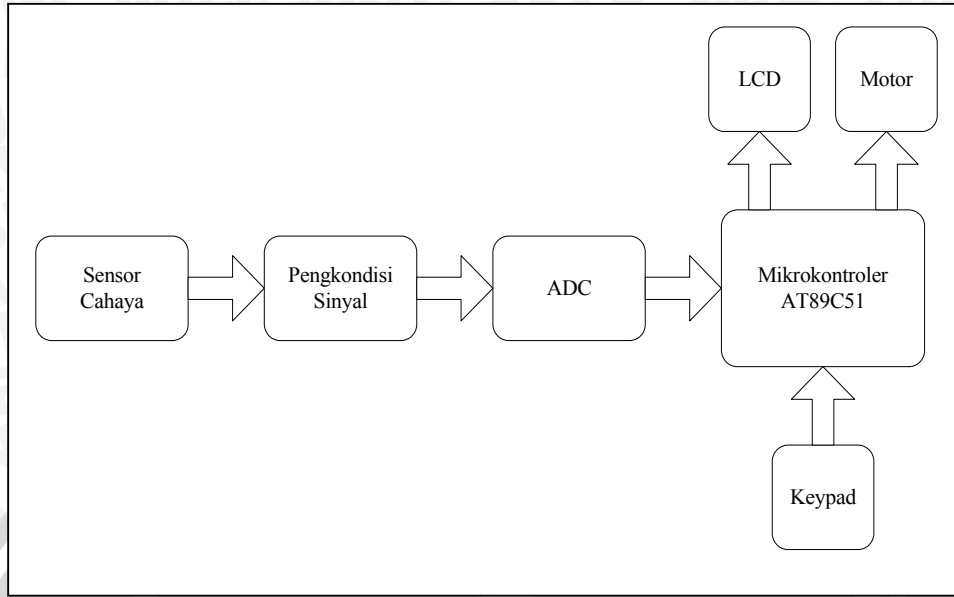 LCD
Motor
Sensor
Cahaya
Pengkondisi
Sinyal
ADC
Mikrokontroler
AT89C51
Keypad